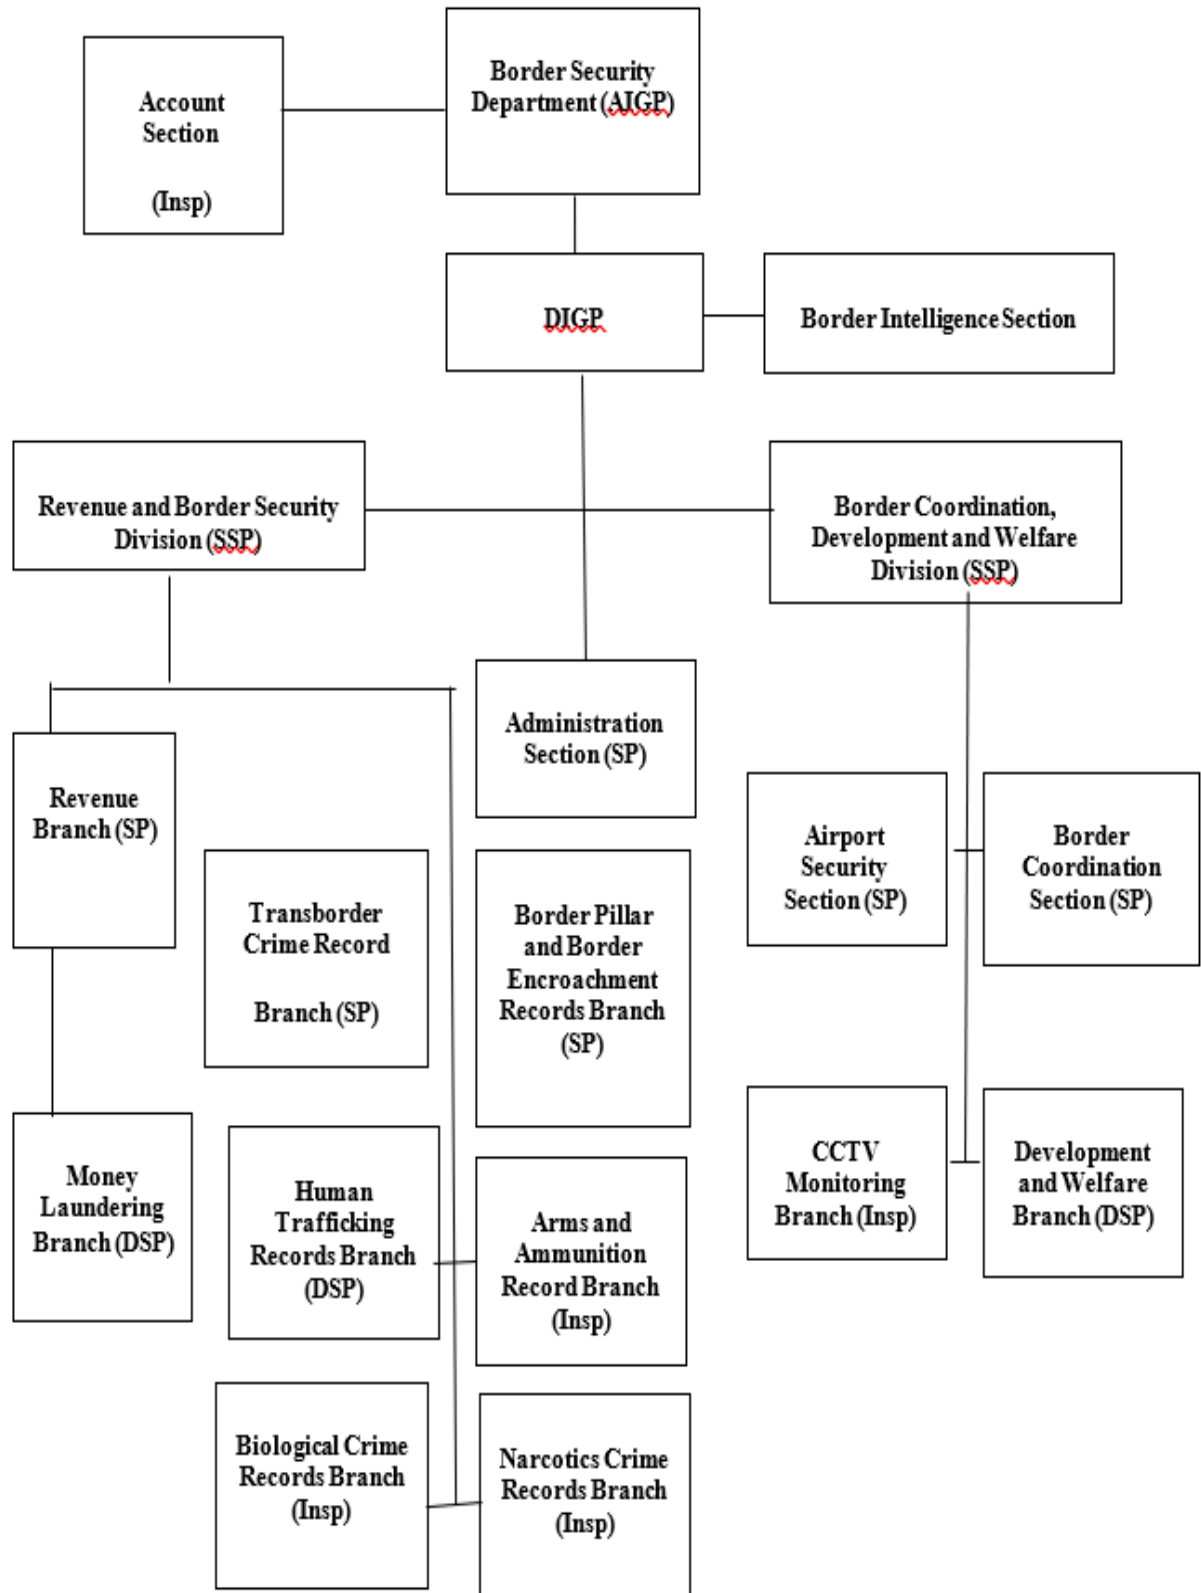 Account
Section
(Insp)
Border Security
Department (AIGP)
DIGP
Border Intelligence Section
Revenue and Border Security
Division (SSP)
Border Coordination,
Development and Welfare
Division (SSP)
Administration
Section (SP)
Revenue
Branch (SP)
Transborder
Crime Record
Branch (SP)
Border Pillar
and Border
Encroachment
Records Branch
(SP)
Airport
Security
Section (SP)
Border
Coordination
Section (SP)
Money
Laundering
Branch (DSP)
Human
Trafficking
Records Branch
(DSP)
Arms and
Ammunition
Record Branch
(Insp)
CCTV
Monitoring
Branch (Insp)
Development
and Welfare
Branch (DSP)
Biological Crime
Records Branch
(Insp)
Narcotics Crime
Records Branch
(Insp)